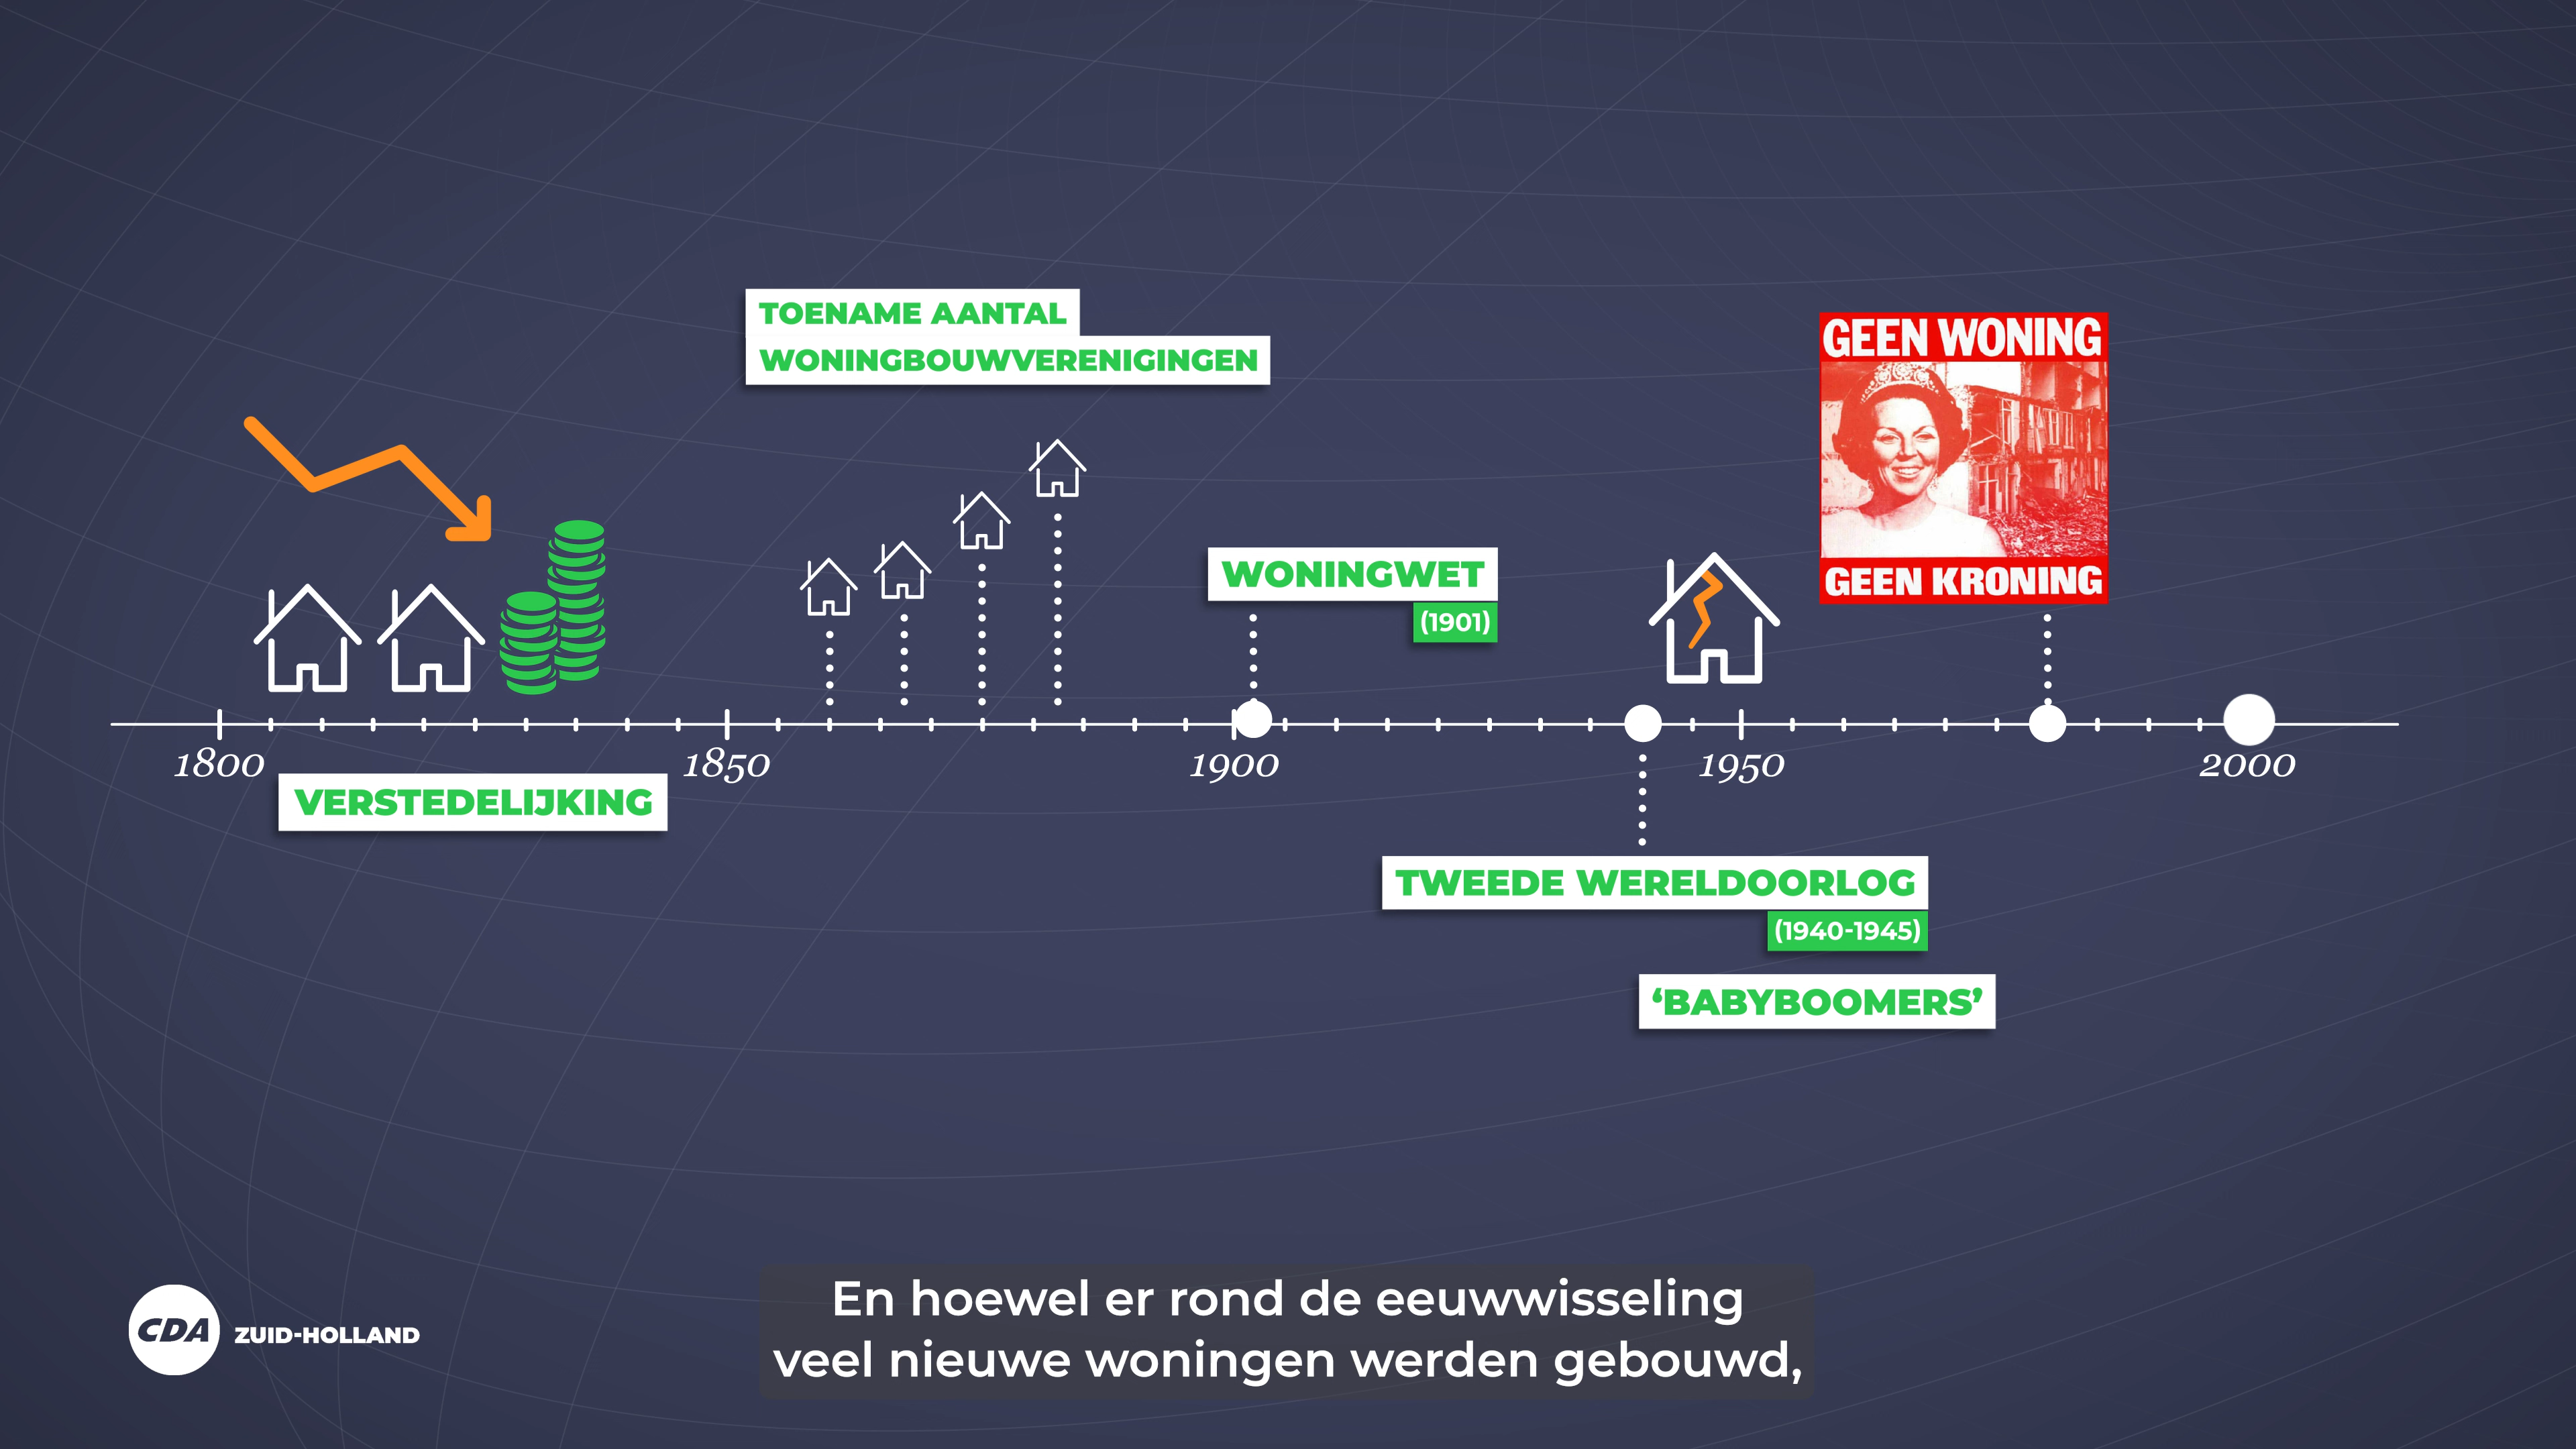 TOENAME AANTAL
WONINGBOUWVERENIGINGEN
GEEN WONING
GEEN KRONING
WONINGWET
(1901)
1800
1850
1900
1950
2000
VERSTEDELIJKING
TWEEDE WERELDOORLOG
(1940-1945)
‘BABYBOOMERS’
CDA ZUID-HOLLAND
En hoewel er rond de eeuwwisseling
veel nieuwe woningen werden gebouwd,